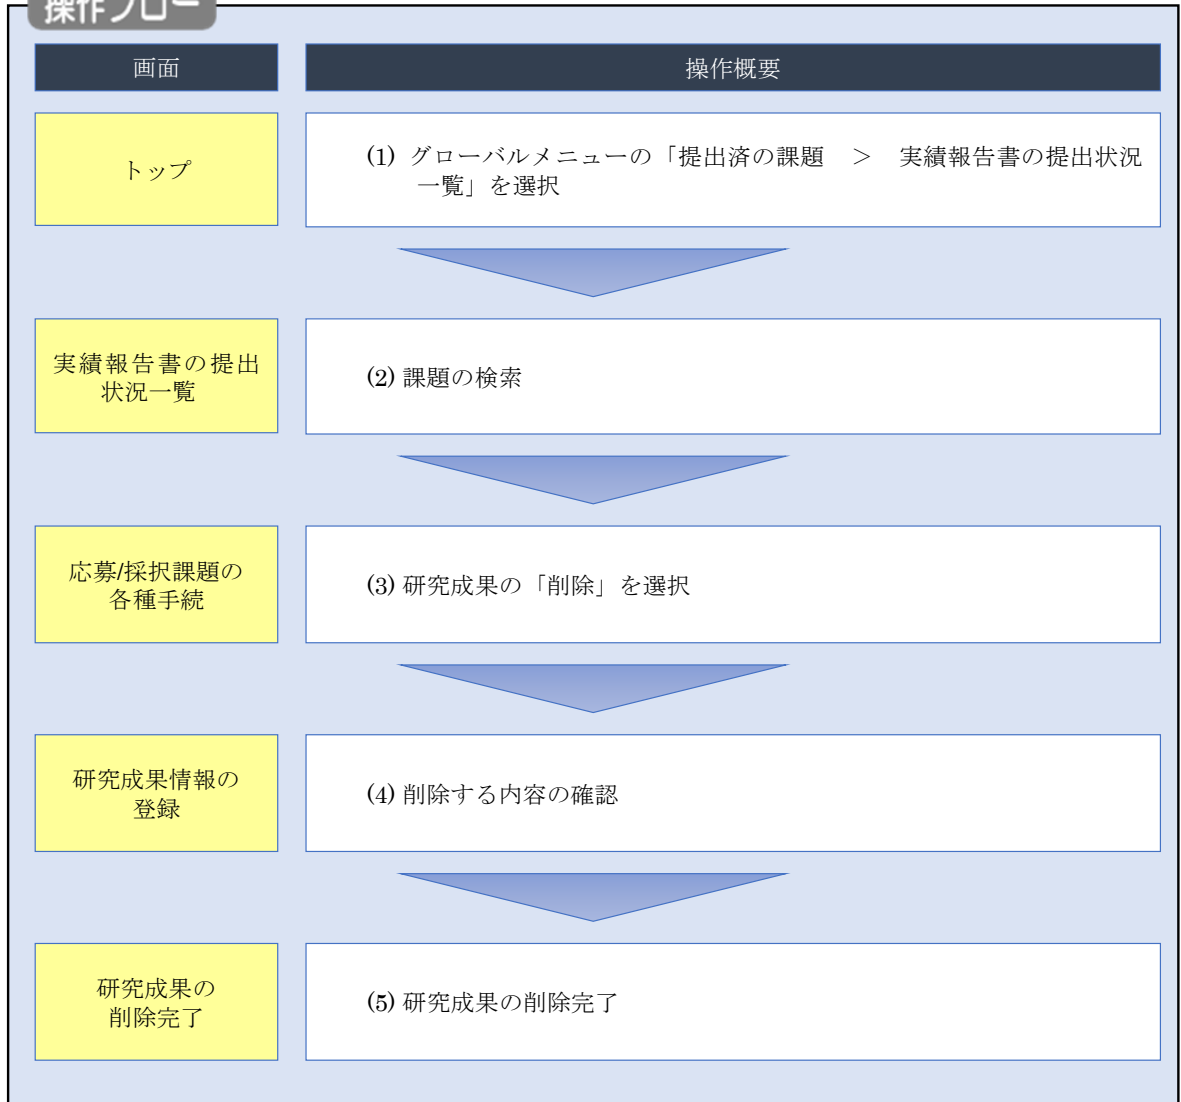 操作フロー
画面
操作概要
トップ
(1) グローバルメニューの「提出済の課題　＞　実績報告書の提出状況
一覧」を選択
実績報告書の提出
状況一覧
(2) 課題の検索
応募/採択課題の
各種手続
(3) 研究成果の「削除」を選択
研究成果情報の
登録
(4) 削除する内容の確認
研究成果の
削除完了
(5) 研究成果の削除完了